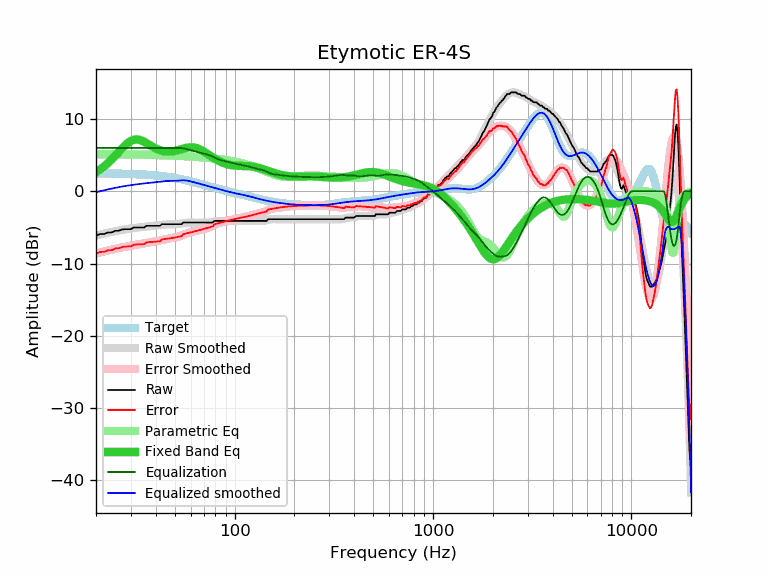 Etymotic ER-4S
Amplitude (dBr)
10
0
−10
−20
−30
−40
Target
Raw Smoothed
Error Smoothed
Raw
Error
Parametric Eq
Fixed Band Eq
Equalization
Equalized smoothed
100
1000
10000
Frequency (Hz)